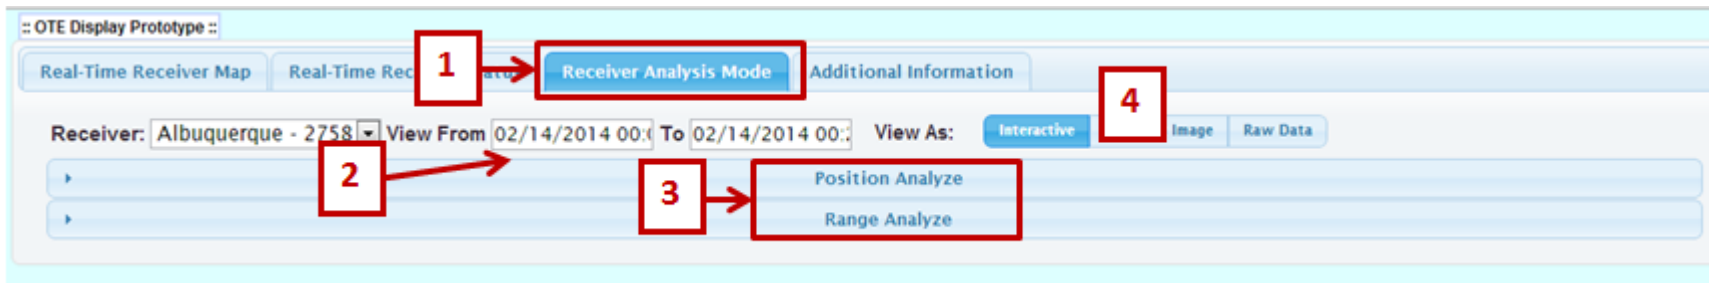 :: OTE Display Prototype ::
1
Real-Time Receiver Map Real-Time Receiver Analysis Mode Additional Information
4
Receiver: Albuquerque - 2758 View From 02/14/2014 00:0 To 02/14/2014 00:2 View As: Interactive Image Raw Data
2
Position Analyze
3
Range Analyze